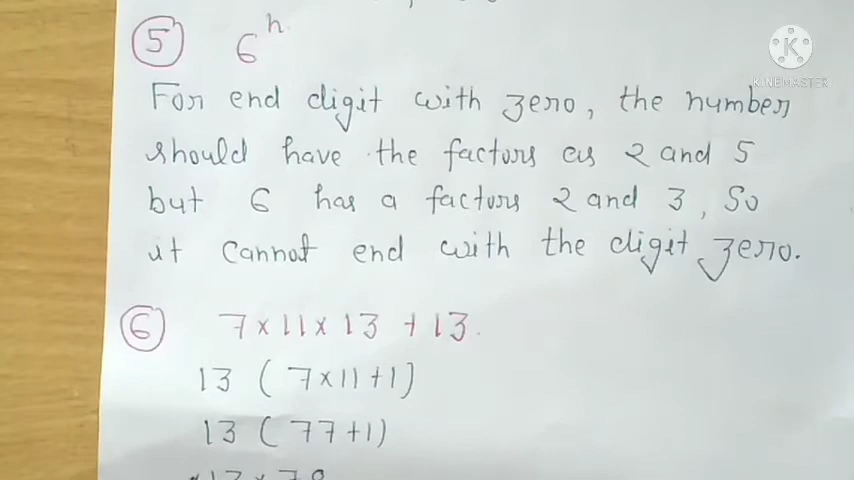 5 6^n
For end digit with zero, the number
should have the factors as 2 and 5
but 6 has a factors 2 and 3, So
it cannot end with the digit zero.
6 7×11×13 +13.
13 (7×11+1)
13 (77+1)
13×78
KINEMASTER